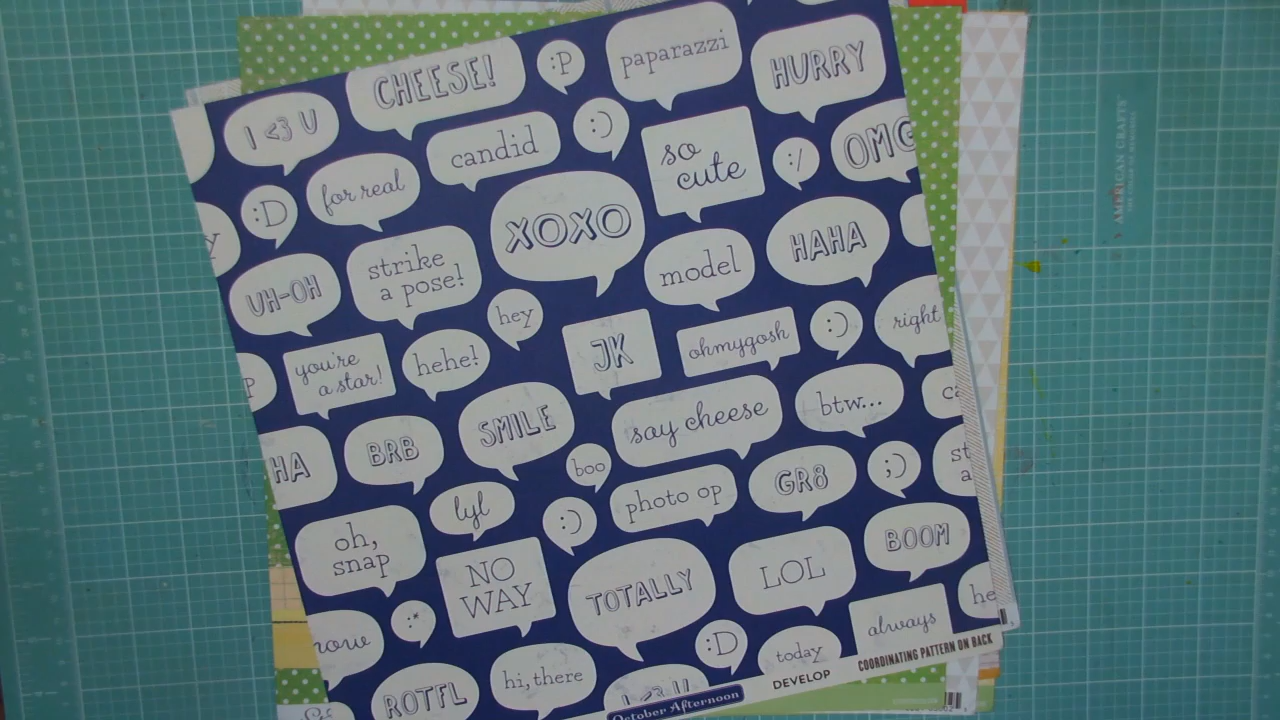 CHEESE!
:P
paparazzi
HURRY
I <3 U
candid
:)
so
cute
:/
OMG
for real
:D
XOXO
HAHA
UH-OH
strike
a pose!
model
hey
you're
a star!
hehe!
JK
ohmygosh
:)
right
HA
BRB
SMILE
say cheese
btw...
boo
lyl
:)
photo op
GR8
;)
oh,
snap
NO
WAY
TOTALLY
LOL
BOOM
:*
:D
today
always
he
ROTFL
hi, there
I <3 U
October Afternoon
DEVELOP
COORDINATING PATTERN ON BACK
AMERICAN CRAFTS